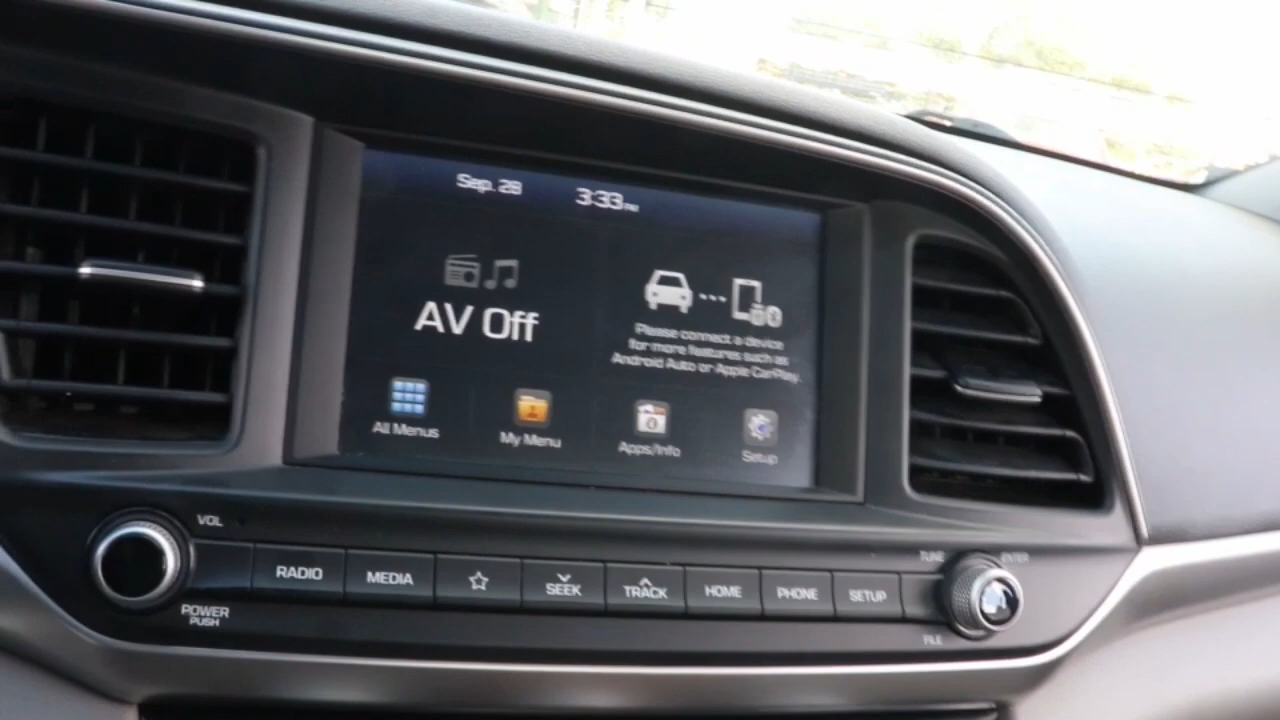 Sep. 28
3:33 PM
AV Off
Please connect a device
for more features such as
Android Auto or Apple CarPlay.
All Menus
My Menu
Apps/Info
Setup
VOL
POWER
PUSH
RADIO
MEDIA
SEEK
TRACK
HOME
PHONE
SETUP
TUNE
ENTER
FILE